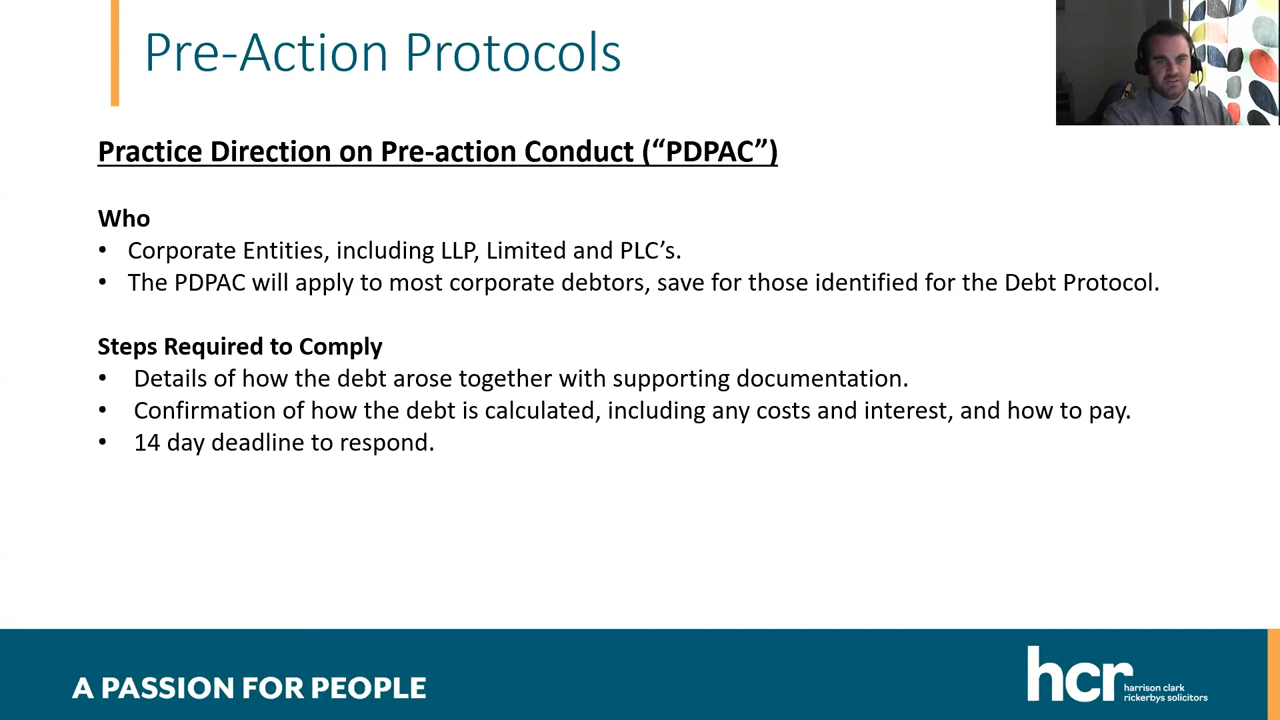 Pre-Action Protocols
Practice Direction on Pre-action Conduct (“PDPAC”)
Who
• Corporate Entities, including LLP, Limited and PLC’s.
• The PDPAC will apply to most corporate debtors, save for those identified for the Debt Protocol.
Steps Required to Comply
• Details of how the debt arose together with supporting documentation.
• Confirmation of how the debt is calculated, including any costs and interest, and how to pay.
• 14 day deadline to respond.
A PASSION FOR PEOPLE
hcr
harrison clark
rickerbys solicitors